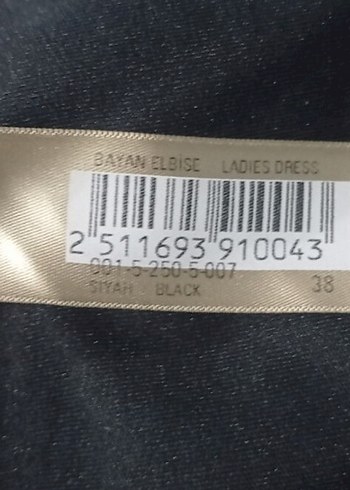 BAYAN ELBISE LADIES DRESS
2 511693 910043
001-5-250-5-007
SIYAH BLACK 38